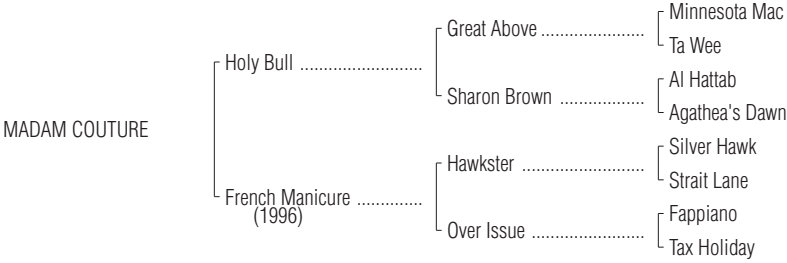 Minnesota Mac
Great Above ......................
Ta Wee
Holy Bull .........................
Al Hattab
Sharon Brown ..................
Agathea's Dawn
MADAM COUTURE
Silver Hawk
Hawkster ..........................
Strait Lane
French Manicure ..............
(1996)
Fappiano
Over Issue ........................
Tax Holiday